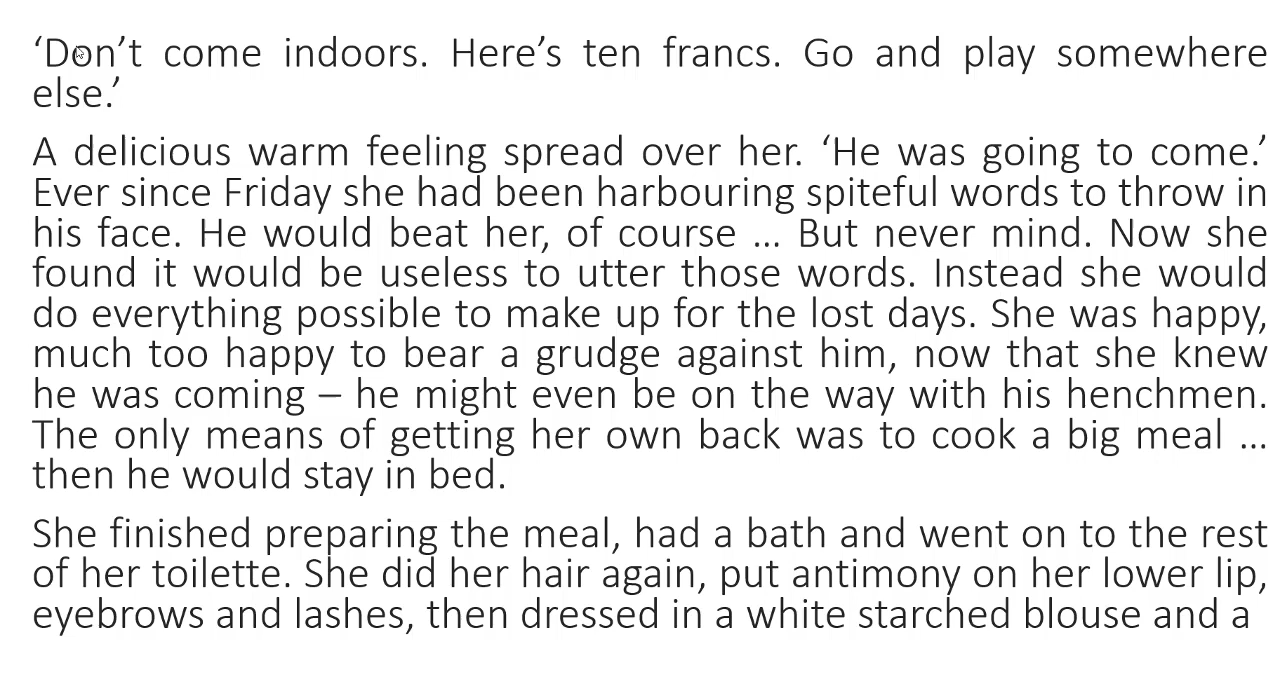 ‘Don’t come indoors. Here’s ten francs. Go and play somewhere
else.’
A delicious warm feeling spread over her. ‘He was going to come.’
Ever since Friday she had been harbouring spiteful words to throw in
his face. He would beat her, of course ... But never mind. Now she
found it would be useless to utter those words. Instead she would
do everything possible to make up for the lost days. She was happy,
much too happy to bear a grudge against him, now that she knew
he was coming – he might even be on the way with his henchmen.
The only means of getting her own back was to cook a big meal ...
then he would stay in bed.
She finished preparing the meal, had a bath and went on to the rest
of her toilette. She did her hair again, put antimony on her lower lip,
eyebrows and lashes, then dressed in a white starched blouse and a